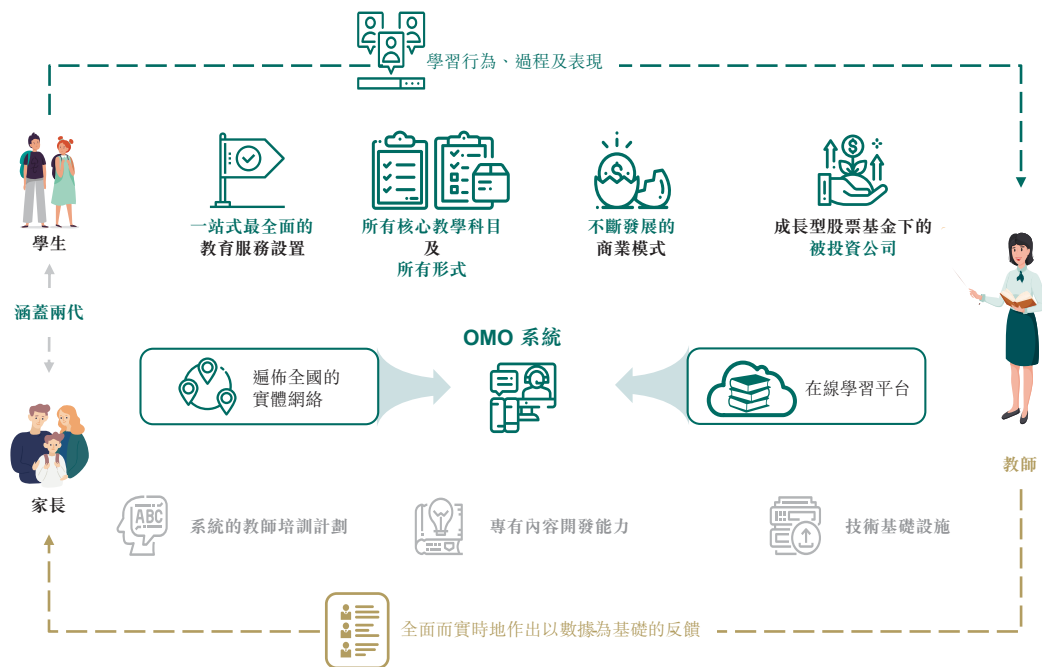 學習行為、過程及表現
一站式最全面的
教育服務設置
所有核心教學科目
及
所有形式
不斷發展的
商業模式
成長型股票基金下的
被投資公司
學生
涵蓋兩代
家長
OMO 系統
遍佈全國的
實體網絡
在線學習平台
教師
ABC
系統的教師培訓計劃
專有內容開發能力
技術基礎設施
全面而實時地作出以數據為基礎的反饋